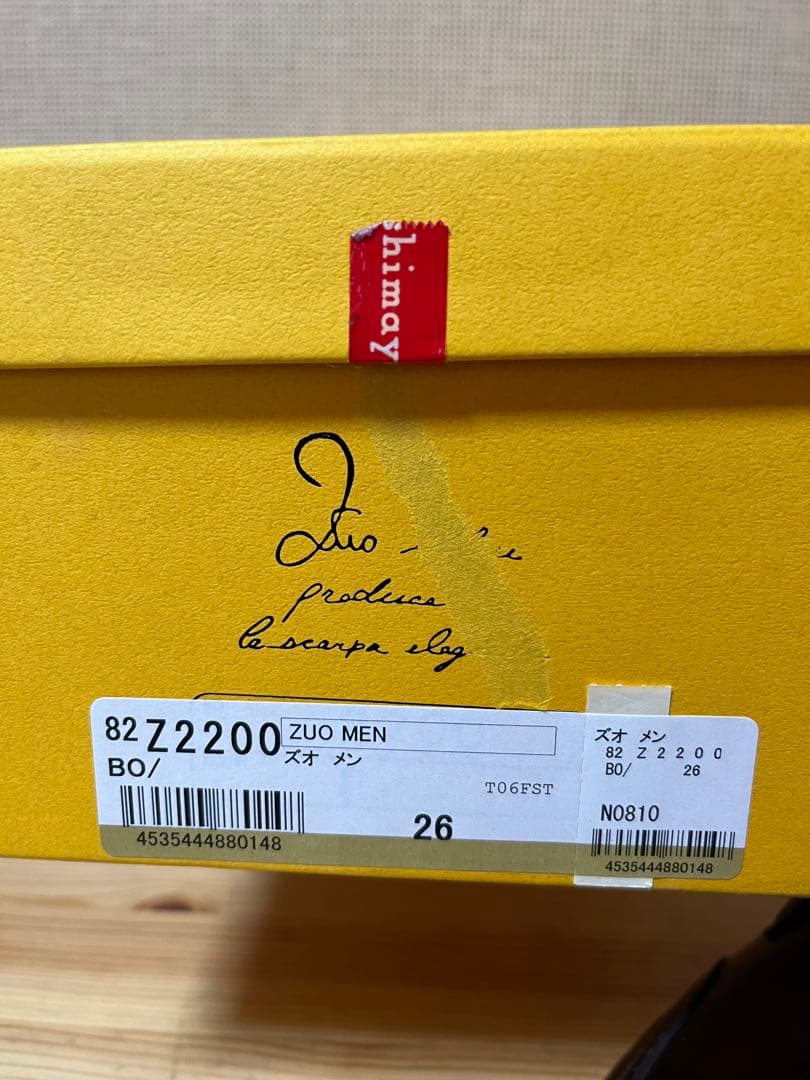 shimay
Zuo
produce
la scarpa eleg
82 Z2200 ZUO MEN
ズオ メン
BO/
T06FST
26
4535444880148
ズオ メン
82 Z2200
BO/ 26
N0810
4535444880148